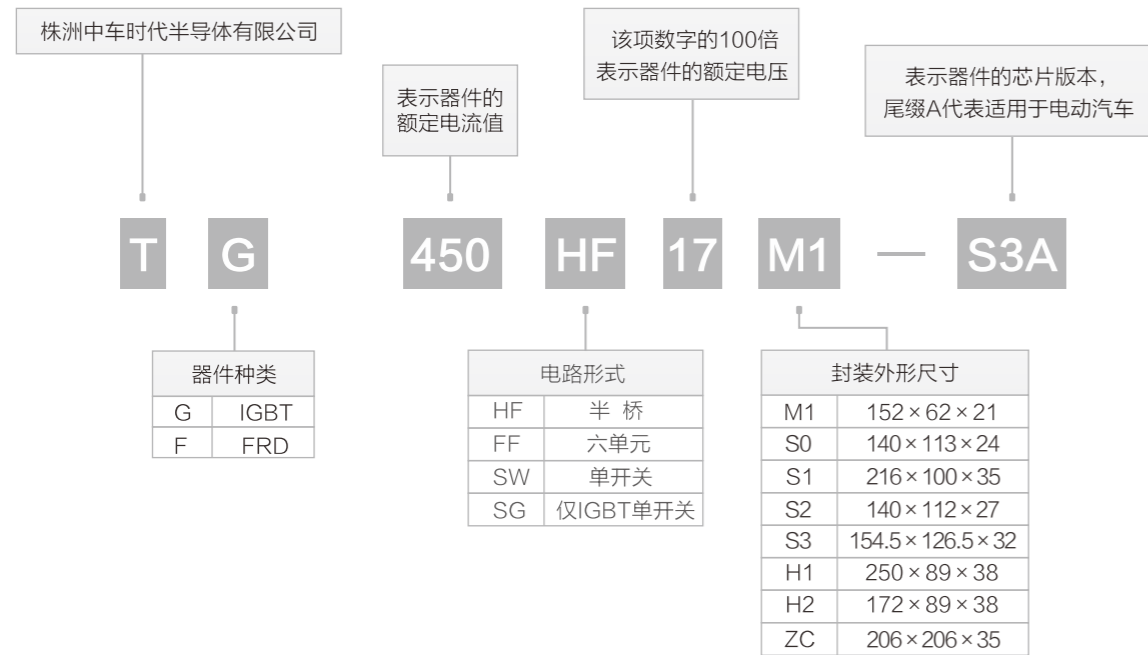 株洲中车时代半导体有限公司
该项数字的100倍
表示器件的额定电压
表示器件的
额定电流值
表示器件的芯片版本，
尾缀A代表适用于电动汽车
T G 450 HF 17 M1 — S3A
器件种类
G IGBT
F FRD
电路形式
HF 半 桥
FF 六单元
SW 单开关
SG 仅IGBT单开关
封装外形尺寸
M1 152×62×21
S0 140×113×24
S1 216×100×35
S2 140×112×27
S3 154.5×126.5×32
H1 250×89×38
H2 172×89×38
ZC 206×206×35